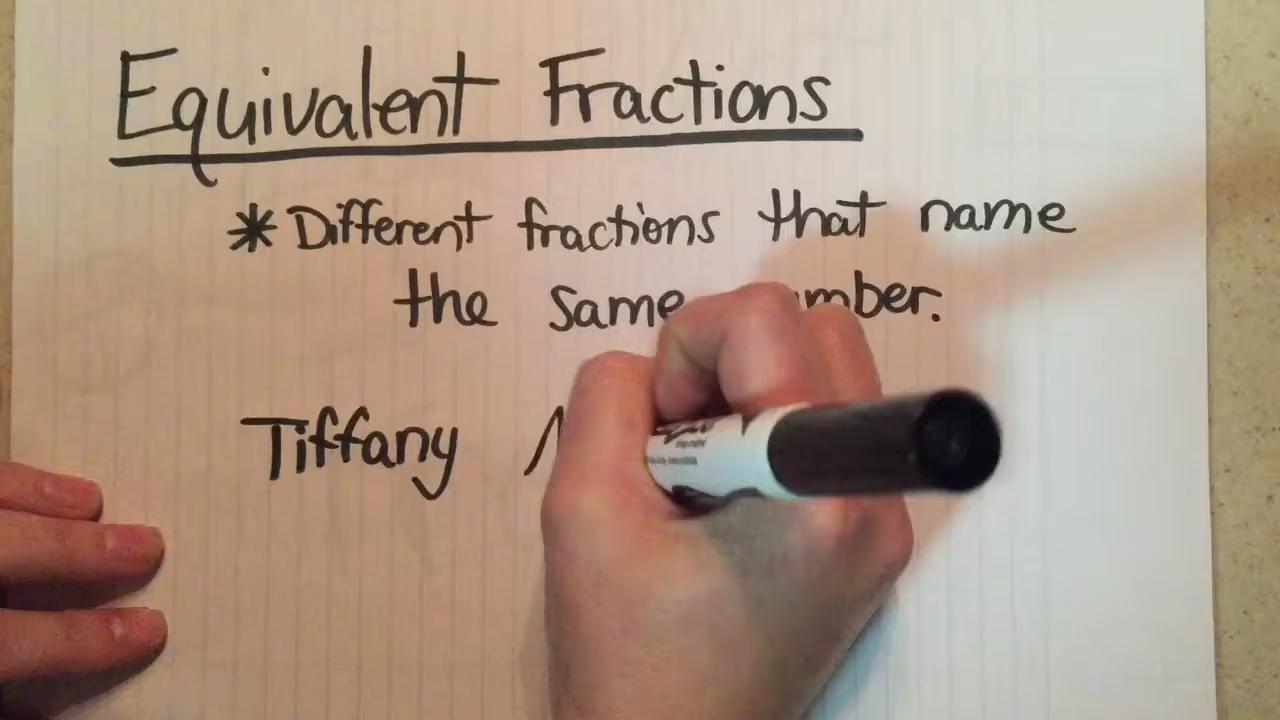 Equivalent Fractions
* Different fractions that name
the same
Tiffany